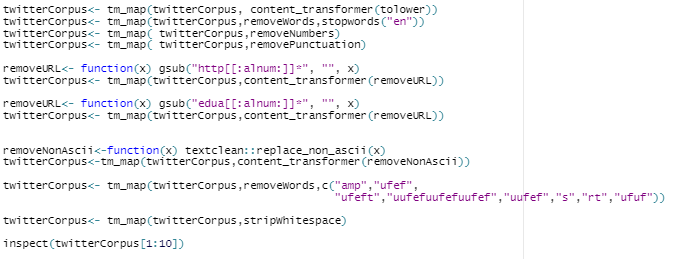 twitterCorpus<- tm_map(twitterCorpus, content_transformer(tolower))
twitterCorpus<- tm_map(twitterCorpus,removeWords,stopwords("en"))
twitterCorpus<- tm_map( twitterCorpus,removeNumbers)
twitterCorpus<- tm_map( twitterCorpus,removePunctuation)
removeURL<- function(x) gsub("http[[:alnum:]]*", "", x)
twitterCorpus<- tm_map(twitterCorpus,content_transformer(removeURL))
removeURL<- function(x) gsub("edua[[:alnum:]]*", "", x)
twitterCorpus<- tm_map(twitterCorpus,content_transformer(removeURL))
removeNonAscii<-function(x) textclean::replace_non_ascii(x)
twitterCorpus<-tm_map(twitterCorpus,content_transformer(removeNonAscii))
twitterCorpus<- tm_map(twitterCorpus,removeWords,c("amp","ufef",
"ufeft","uufefuufefuufef","uufef","s","rt","ufuf"))
twitterCorpus<- tm_map(twitterCorpus,stripWhitespace)
inspect(twitterCorpus[1:10])